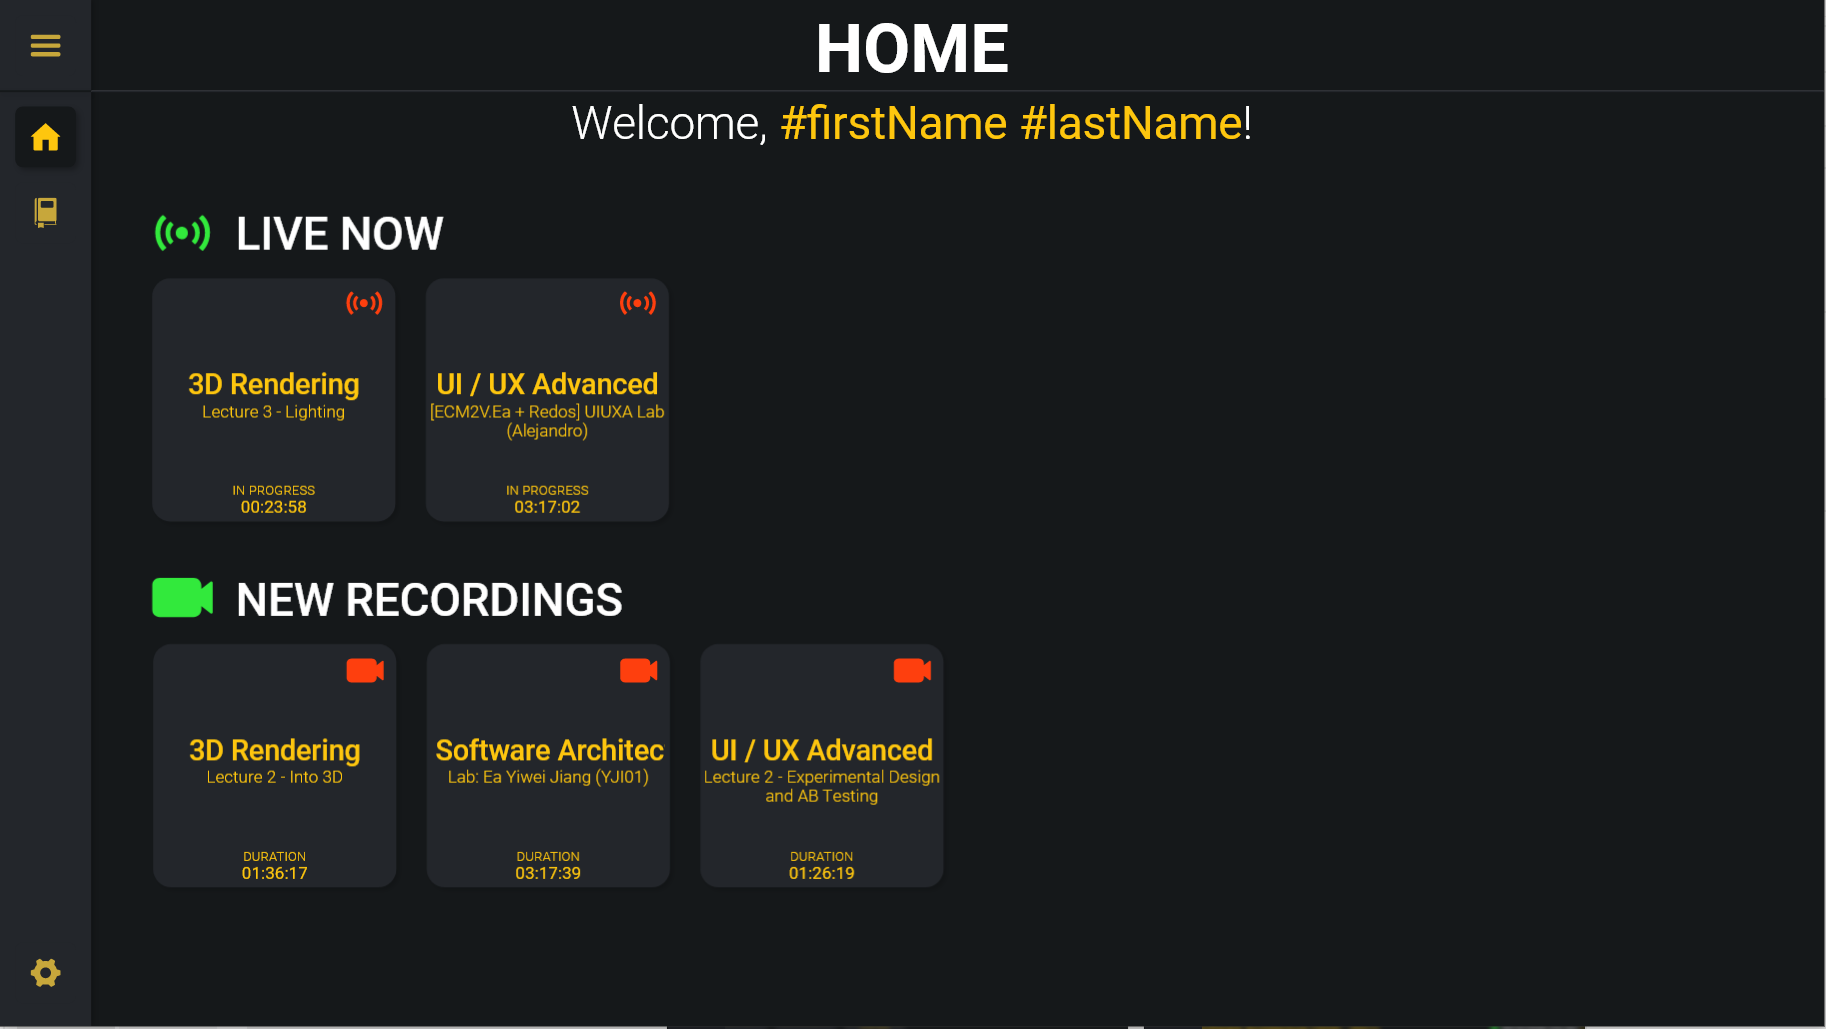 HOME
Welcome, #firstName #lastName!
LIVE NOW
3D Rendering
Lecture 3 - Lighting
IN PROGRESS
00:23:58
UI / UX Advanced
[ECM2V.Ea + Redos] UIUXA Lab
(Alejandro)
IN PROGRESS
03:17:02
NEW RECORDINGS
3D Rendering
Lecture 2 - Into 3D
DURATION
01:36:17
Software Architec
Lab: Ea Yiwei Jiang (YJI01)
DURATION
03:17:39
UI / UX Advanced
Lecture 2 - Experimental Design
and AB Testing
DURATION
01:26:19